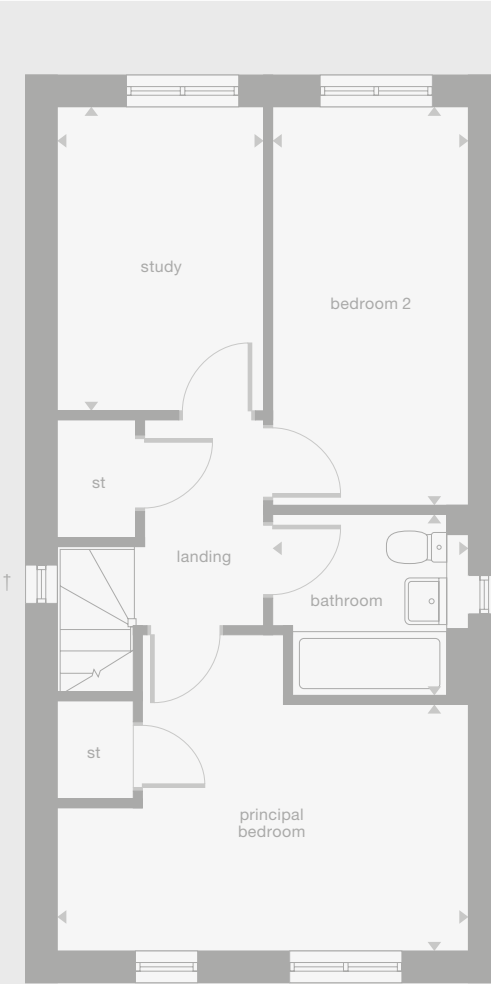 study
bedroom 2
st
landing
†
bathroom
st
principal
bedroom